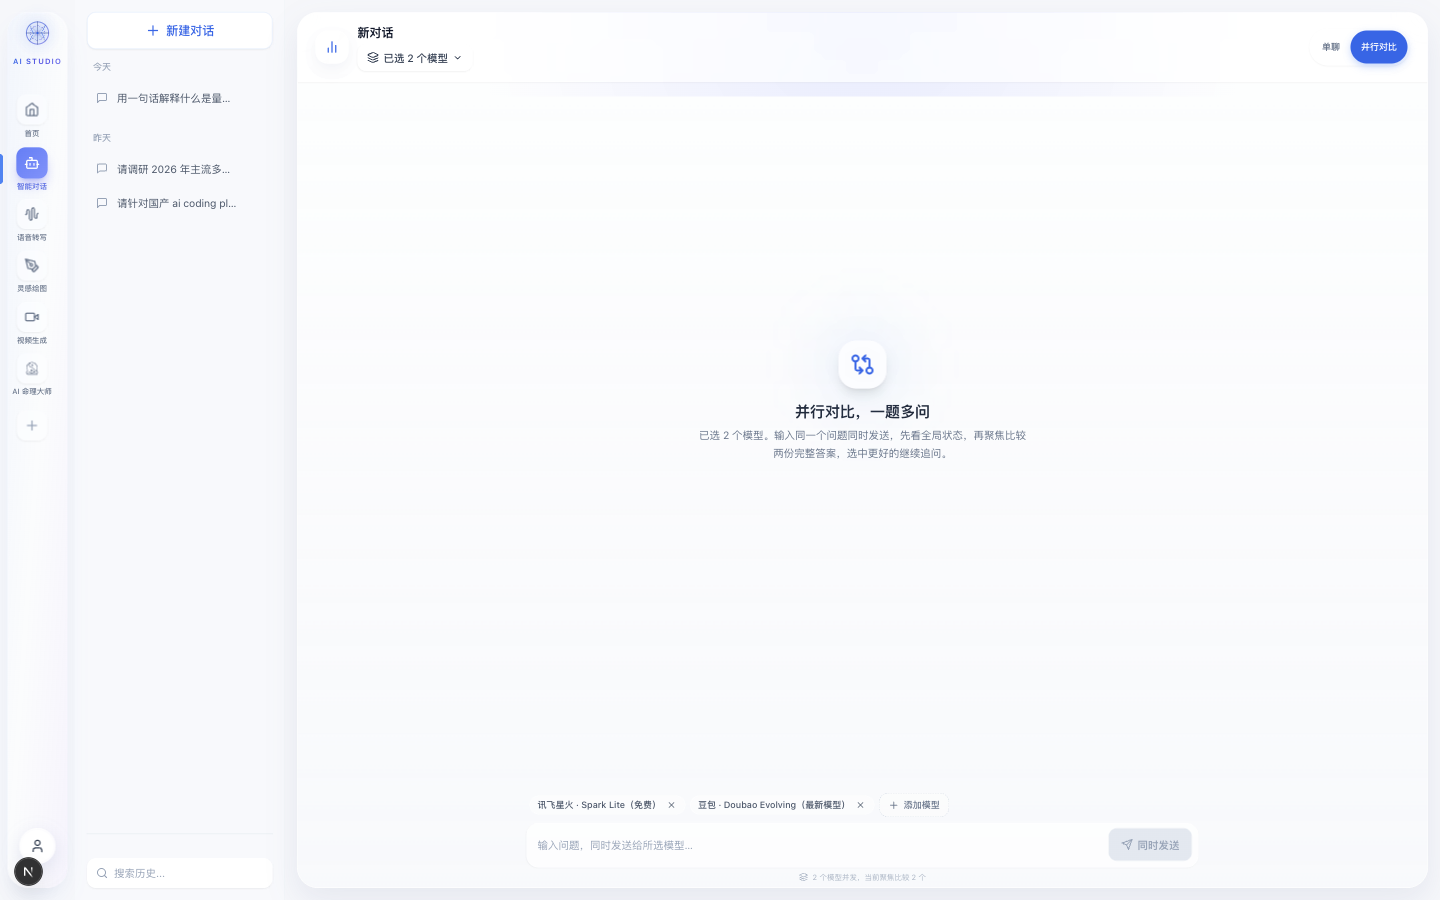 AI STUDIO
首页
智能对话
语音转写
灵感绘图
视频生成
AI 命理大师
N
新建对话
今天
用一句话解释什么是量...
昨天
请调研 2026 年主流多...
请针对国产 ai coding pl...
搜索历史...
新对话
已选 2 个模型
单聊
并行对比
并行对比，一题多问
已选 2 个模型。输入同一个问题同时发送，先看全局状态，再聚焦比较
两份完整答案，选中更好的继续追问。
讯飞星火 · Spark Lite（免费）
豆包 · Doubao Evolving（最新模型）
添加模型
输入问题，同时发送给所选模型...
同时发送
2 个模型并发，当前聚焦比较 2 个